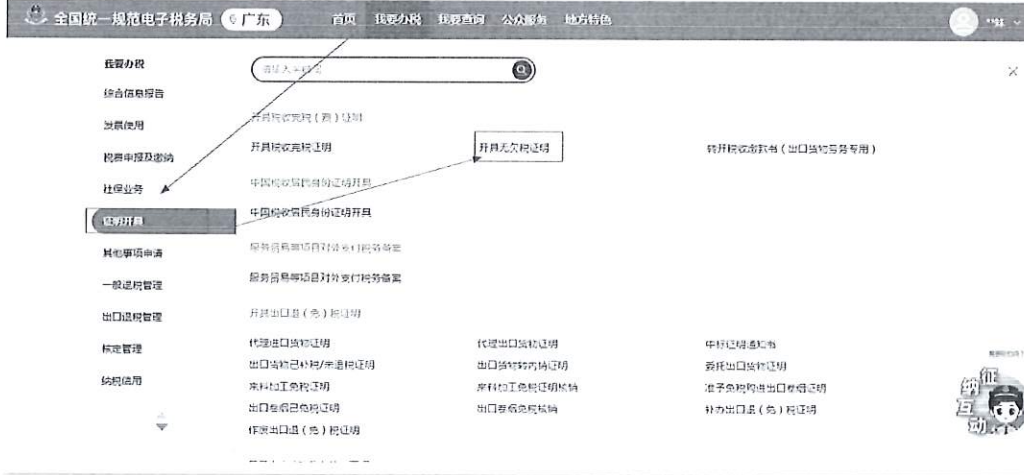 全国统一规范电子税务局 广东 首页 我要办税 我要查询 公众服务 地方特色
我要办税
综合信息报告
发票使用
税费申报及缴纳
社保业务
证明开具
其他事项申请
一般退税管理
出口退税管理
核定管理
纳税信用
开具税收完税（费）证明
开具税收完税证明 开具无欠税证明 转开税收缴款书（出口货物劳务专用）
中国税收居民身份证明开具
中国税收居民身份证明开具
服务贸易等项目对外支付税务备案
服务贸易等项目对外支付税务备案
开具出口退（免）税证明
代理进口货物证明 代理出口货物证明 中标证明通知书
出口货物已补税/未退税证明 出口货物转内销证明 委托出口货物证明
来料加工免税证明 来料加工免税证明核销 准予免税购进出口卷烟证明
出口卷烟已免税证明 出口卷烟免税核销 补办出口退（免）税证明
作废出口退（免）税证明
征纳互动